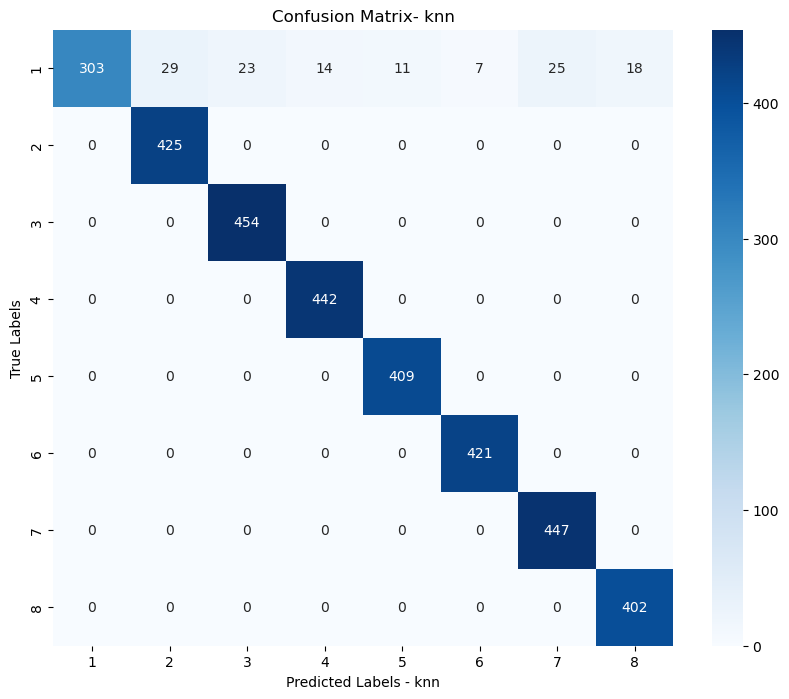 Confusion Matrix- knn
1 303 29 23 14 11 7 25 18
2 0 425 0 0 0 0 0 0
3 0 0 454 0 0 0 0 0
4 0 0 0 442 0 0 0 0
5 0 0 0 0 409 0 0 0
6 0 0 0 0 0 421 0 0
7 0 0 0 0 0 0 447 0
8 0 0 0 0 0 0 0 402
1 2 3 4 5 6 7 8
True Labels
Predicted Labels - knn
400
300
200
100
0